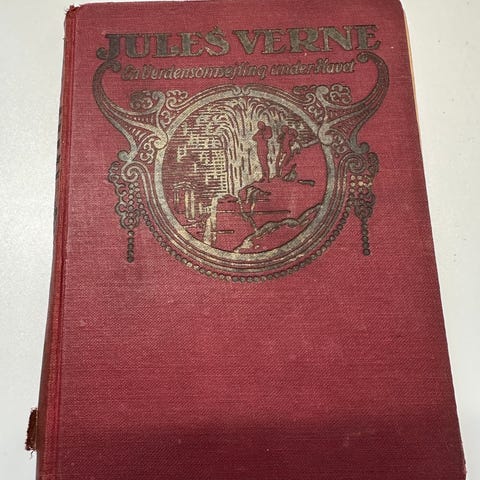 JULES VERNE
En Verdensomsejling under Havet